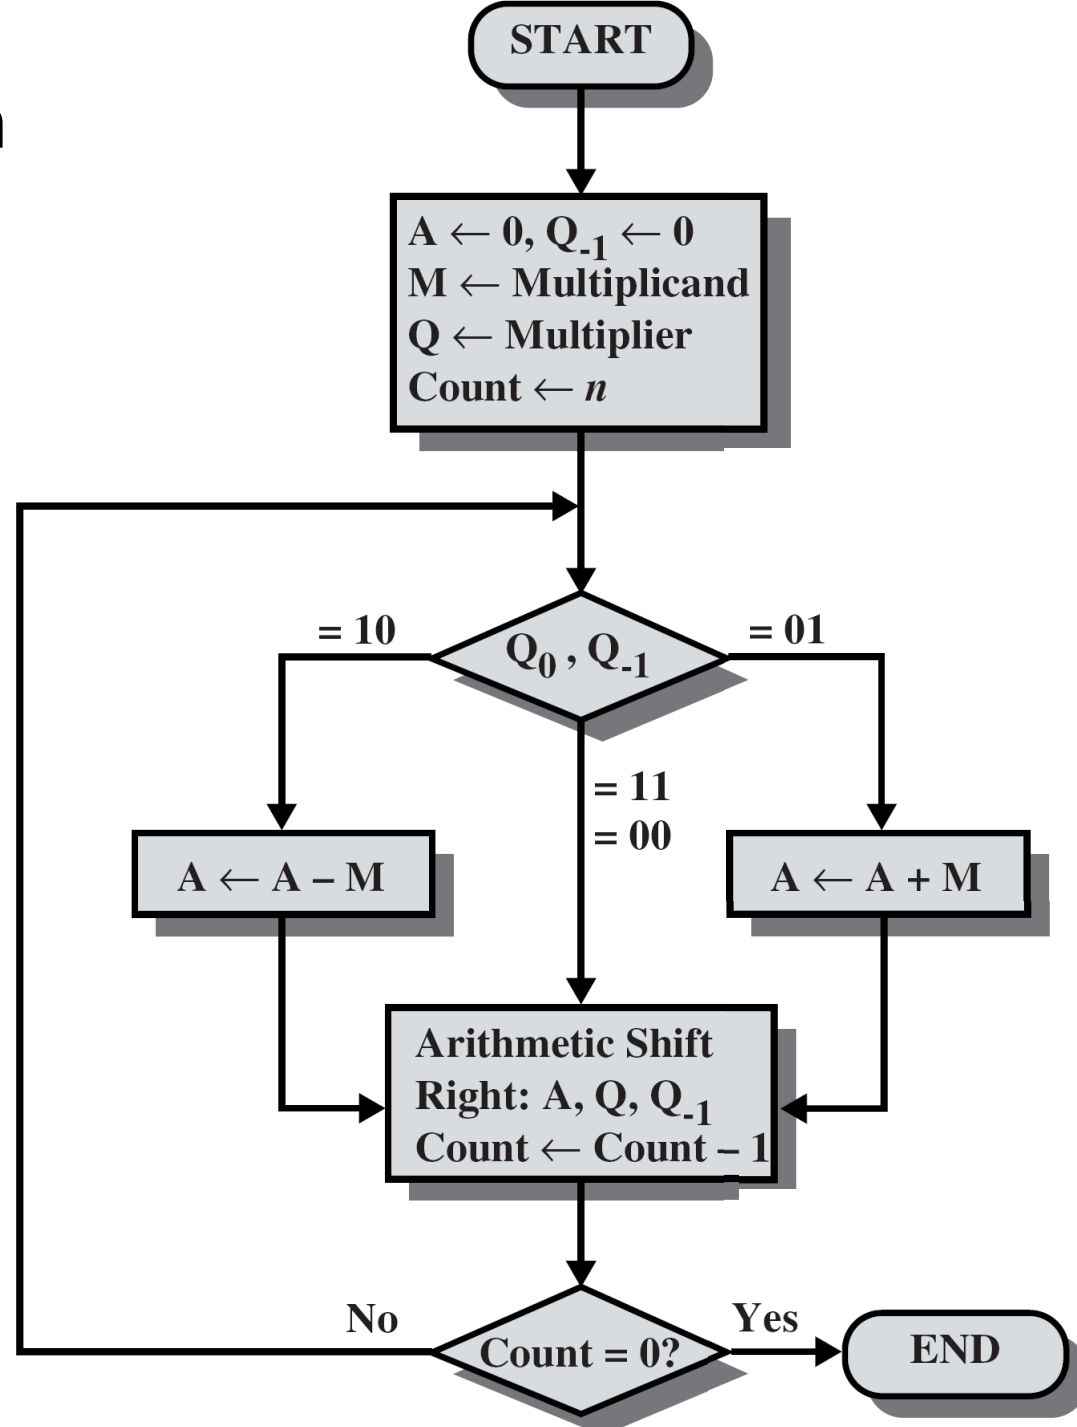 START
A ← 0, Q-1 ← 0
M ← Multiplicand
Q ← Multiplier
Count ← n
= 10
Q0 , Q-1
= 01
= 11
= 00
A ← A – M
A ← A + M
Arithmetic Shift
Right: A, Q, Q-1
Count ← Count – 1
No
Count = 0?
Yes
END